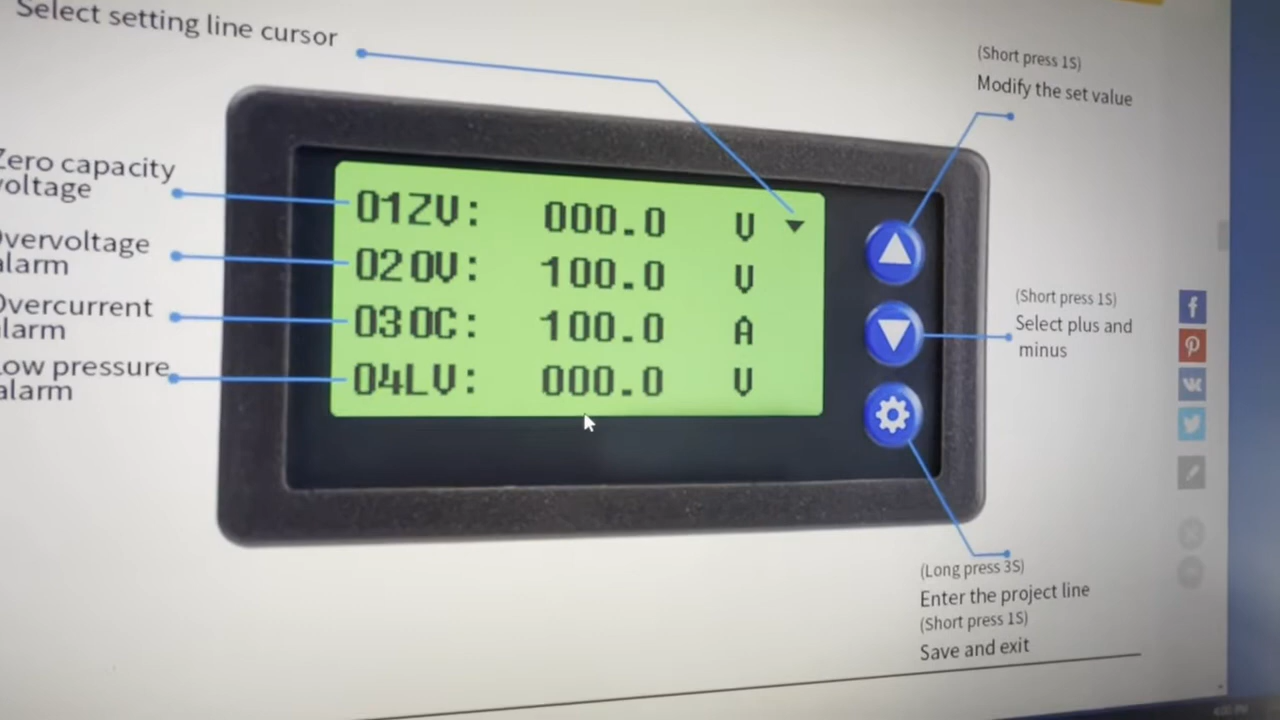 Select setting line cursor
(Short press 1S)
Modify the set value
Zero capacity
voltage
Overvoltage
alarm
Overcurrent
alarm
Low pressure
alarm
01ZV: 000.0 V
02OV: 100.0 V
03OC: 100.0 A
04LV: 000.0 V
(Short press 1S)
Select plus and
minus
(Long press 3S)
Enter the project line
(Short press 1S)
Save and exit